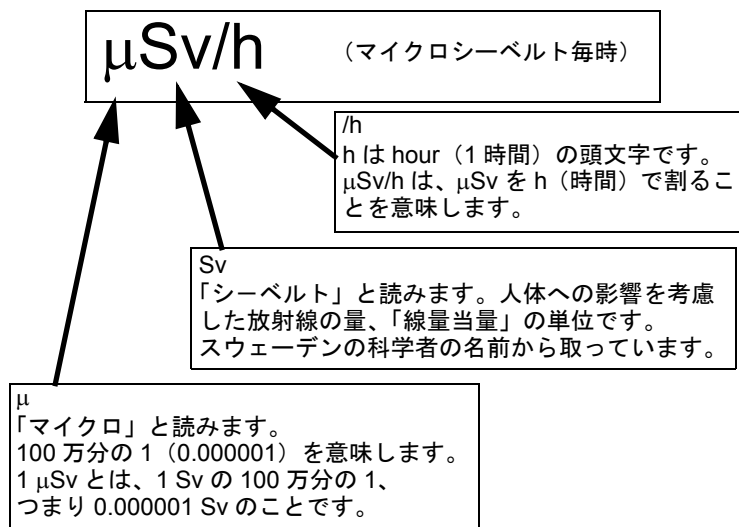 μSv/h （マイクロシーベルト毎時）
/h
h は hour（1 時間）の頭文字です。
μSv/h は、μSv を h（時間）で割るこ
とを意味します。
Sv
「シーベルト」と読みます。人体への影響を考慮
した放射線の量、「線量当量」の単位です。
スウェーデンの科学者の名前から取っています。
μ
「マイクロ」と読みます。
100 万分の 1（0.000001）を意味します。
1 μSv とは、1 Sv の 100 万分の 1、
つまり 0.000001 Sv のことです。